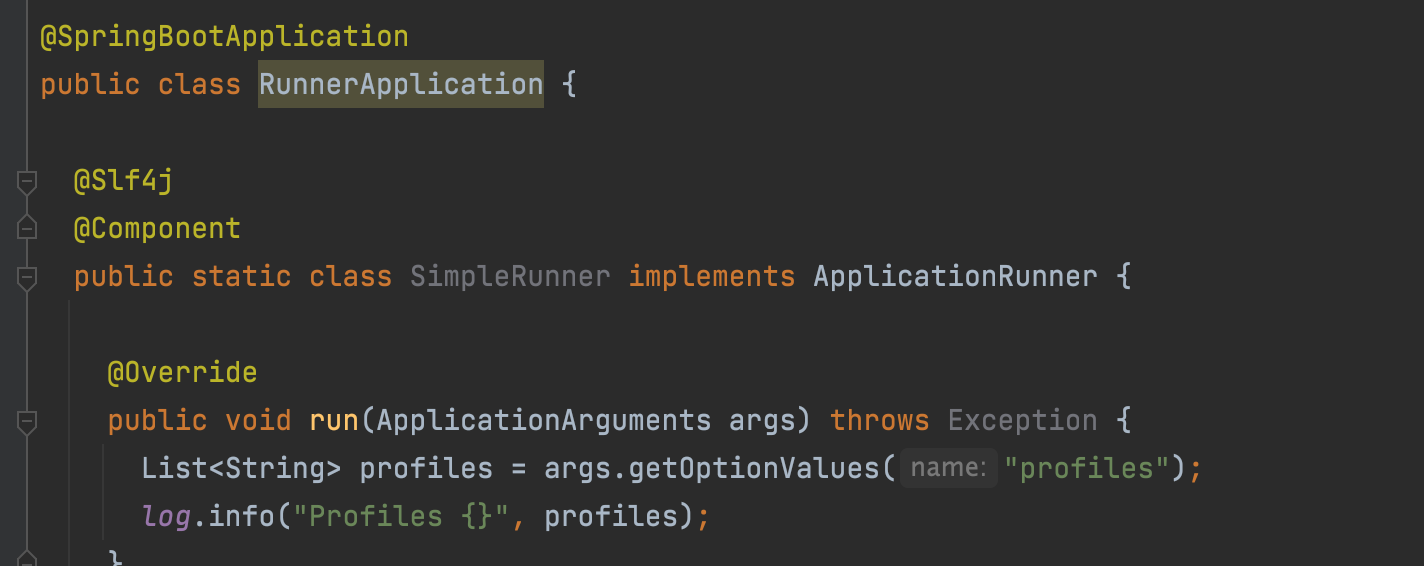 @SpringBootApplication
public class RunnerApplication {
@Slf4j
@Component
public static class SimpleRunner implements ApplicationRunner {
@Override
public void run(ApplicationArguments args) throws Exception {
List<String> profiles = args.getOptionValues( name: "profiles");
log.info("Profiles {}", profiles);
}